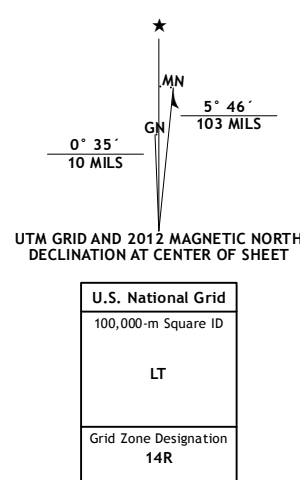 ★
MN
5° 46´
103 MILS
GN
0° 35´
10 MILS
UTM GRID AND 2012 MAGNETIC NORTH
DECLINATION AT CENTER OF SHEET
U.S. National Grid
100,000-m Square ID
LT
Grid Zone Designation
14R